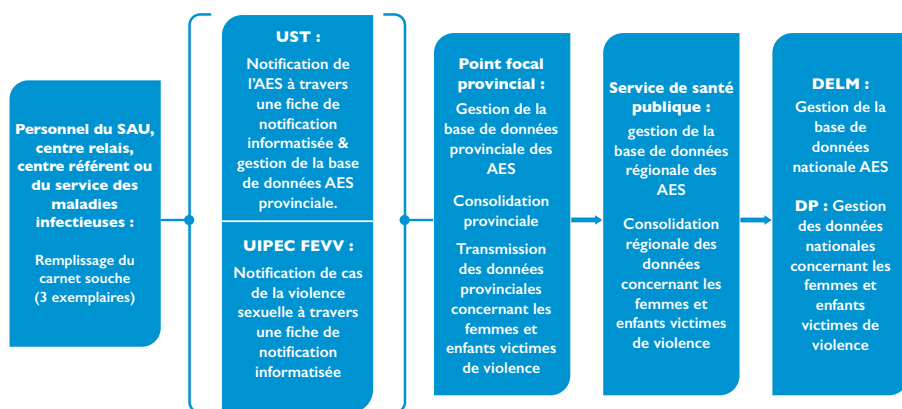 Personnel du SAU,
centre relais,
centre référent ou
du service des
maladies
infectieuses :
Remplissage du
carnet souche
(3 exemplaires)
UST :
Notification de
l'AES à travers
une fiche de
notification
informatisée &
gestion de la base
de données AES
provinciale.
UIPEC FEVV :
Notification de cas
de la violence
sexuelle à travers
une fiche de
notification
informatisée
Point focal
provincial :
Gestion de la
base de données
provinciale des
AES
Consolidation
provinciale
Transmission
des données
provinciales
concernant les
femmes et
enfants victimes
de violence
Service de santé
publique :
gestion de la
base de données
régionale des
AES
Consolidation
régionale des
données
concernant les
femmes et
enfants victimes
de violence
DELM :
Gestion de la
base de
données
nationale AES
DP : Gestion
des données
nationales
concernant les
femmes et
enfants
victimes de
violence